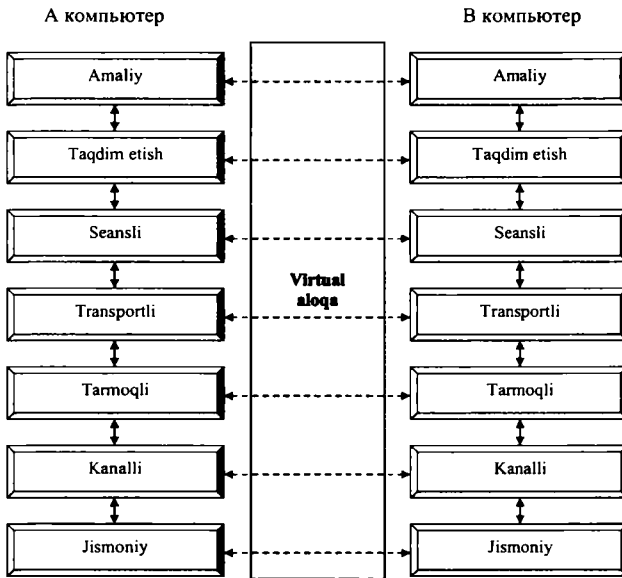 А компьютер
В компьютер
Amaliy
Amaliy
Taqdim etish
Taqdim etish
Seansli
Seansli
Virtual
aloqa
Transportli
Transportli
Tarmoqli
Tarmoqli
Kanalli
Kanalli
Jismoniy
Jismoniy